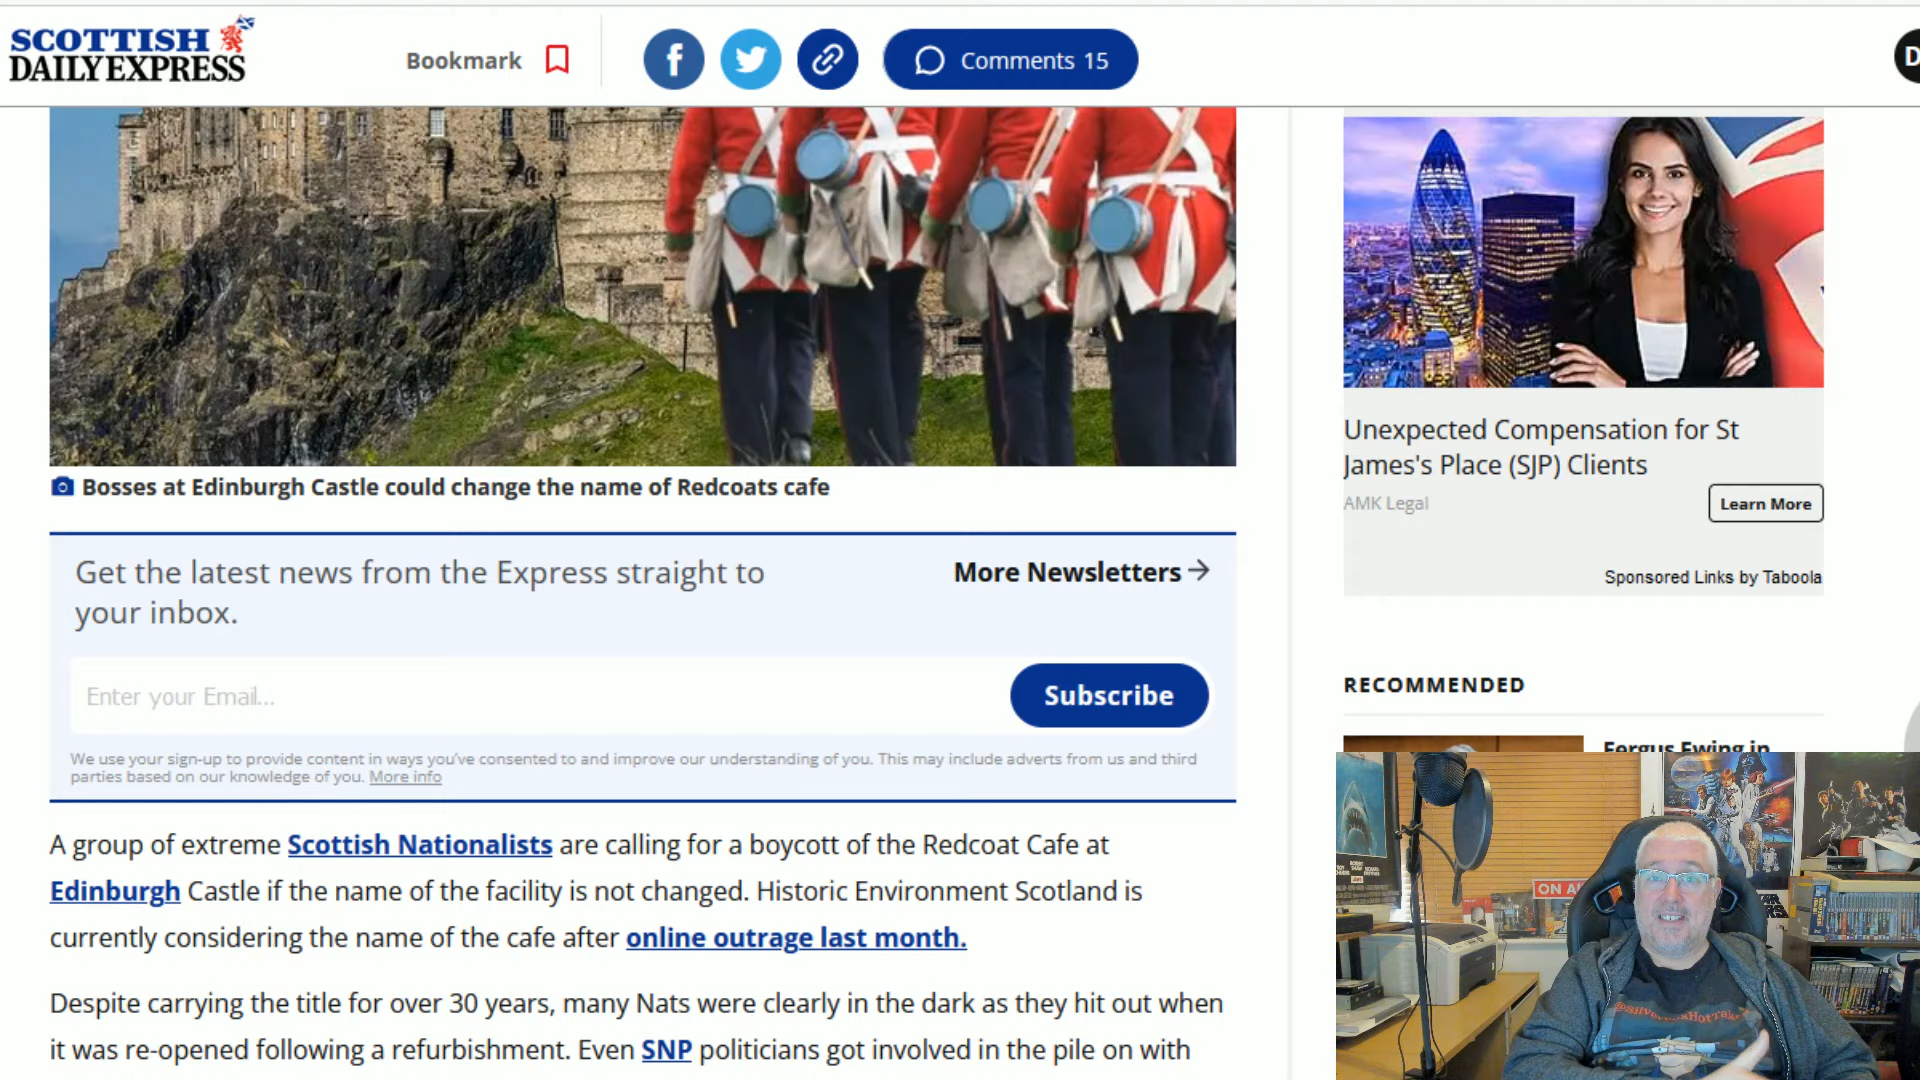 SCOTTISH
DAILY EXPRESS
Bookmark
Comments 15
D
Bosses at Edinburgh Castle could change the name of Redcoats cafe
Get the latest news from the Express straight to
your inbox.
More Newsletters
Enter your Email...
Subscribe
We use your sign-up to provide content in ways you've consented to and improve our understanding of you. This may include adverts from us and third
parties based on our knowledge of you. More info
A group of extreme Scottish Nationalists are calling for a boycott of the Redcoat Cafe at
Edinburgh Castle if the name of the facility is not changed. Historic Environment Scotland is
currently considering the name of the cafe after online outrage last month.
Despite carrying the title for over 30 years, many Nats were clearly in the dark as they hit out when
it was re-opened following a refurbishment. Even SNP politicians got involved in the pile on with
Unexpected Compensation for St
James's Place (SJP) Clients
AMK Legal
Learn More
Sponsored Links by Taboola
RECOMMENDED
Fergus Ewing in
JAWS
ON AI